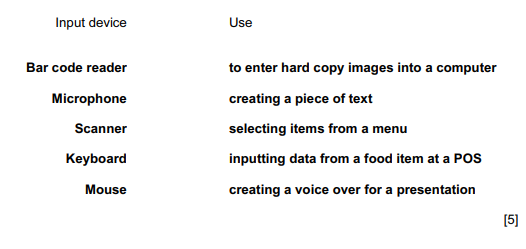 Input device Use
Bar code reader to enter hard copy images into a computer
Microphone creating a piece of text
Scanner selecting items from a menu
Keyboard inputting data from a food item at a POS
Mouse creating a voice over for a presentation
[5]